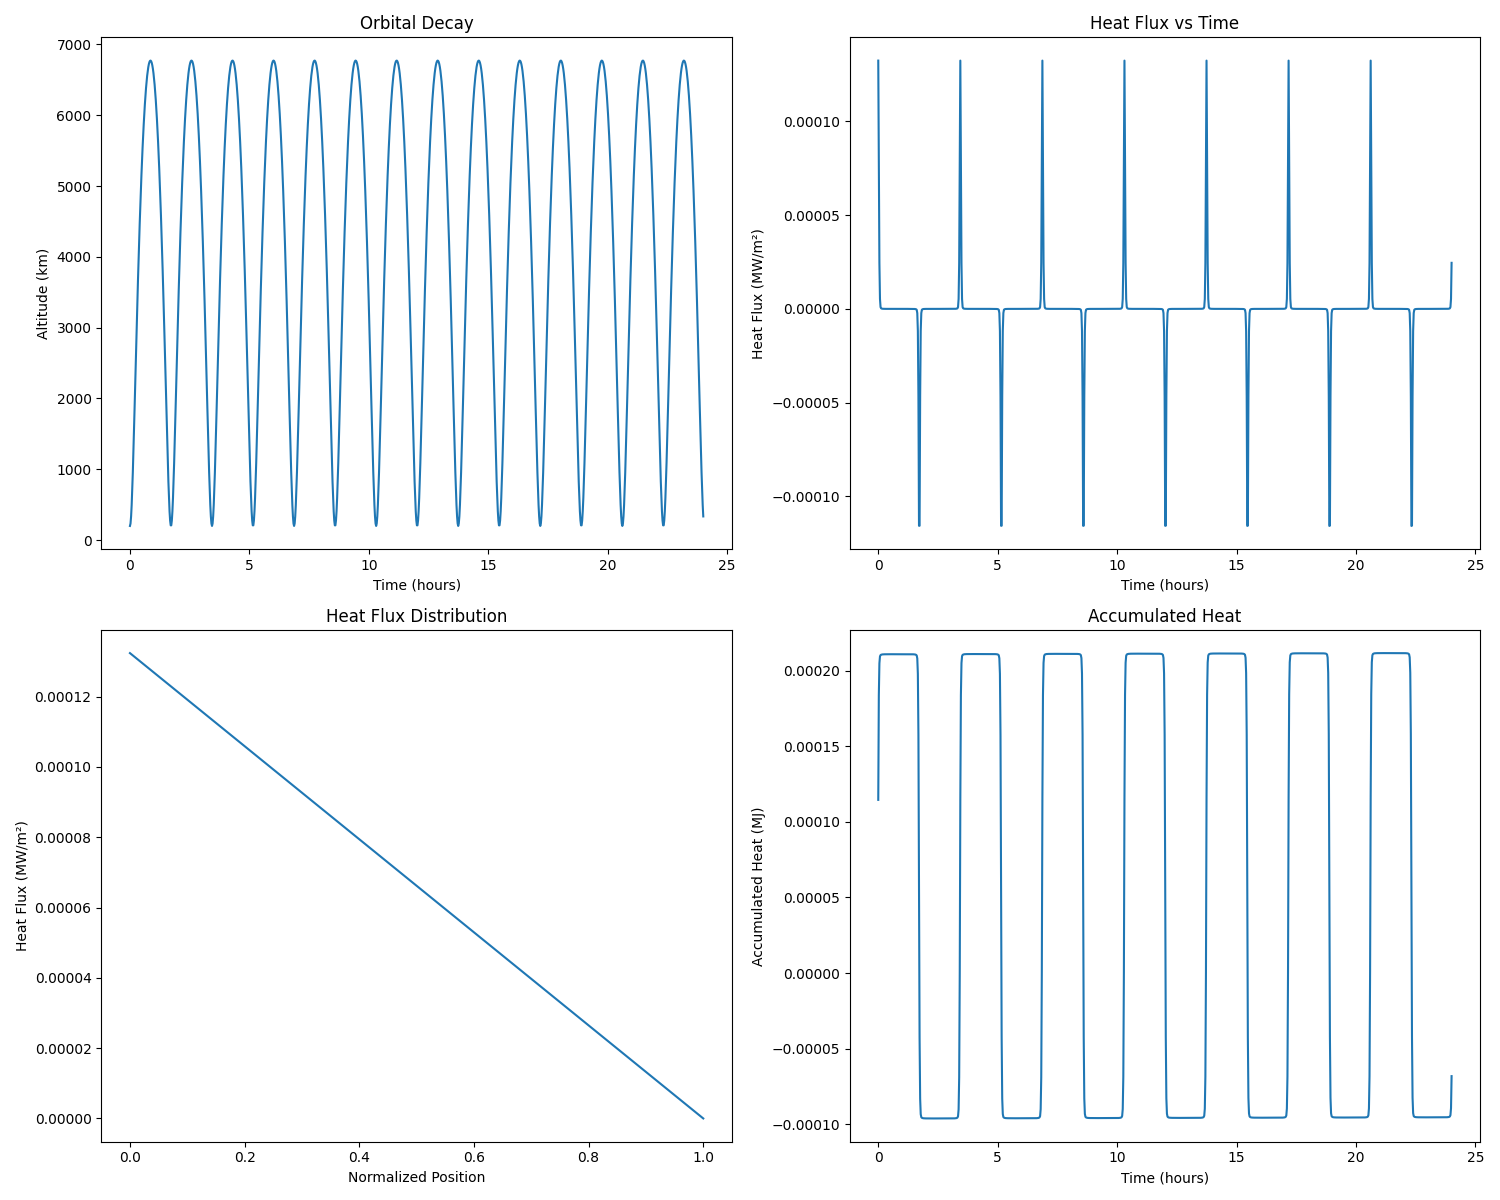 Orbital Decay
7000
6000
5000
4000
3000
2000
1000
0
Altitude (km)
0 5 10 15 20 25
Time (hours)
Heat Flux vs Time
0.00010
0.00005
0.00000
−0.00005
−0.00010
Heat Flux (MW/m²)
0 5 10 15 20 25
Time (hours)
Heat Flux Distribution
0.00012
0.00010
0.00008
0.00006
0.00004
0.00002
0.00000
Heat Flux (MW/m²)
0.0 0.2 0.4 0.6 0.8 1.0
Normalized Position
Accumulated Heat
0.00020
0.00015
0.00010
0.00005
0.00000
−0.00005
−0.00010
Accumulated Heat (MJ)
0 5 10 15 20 25
Time (hours)